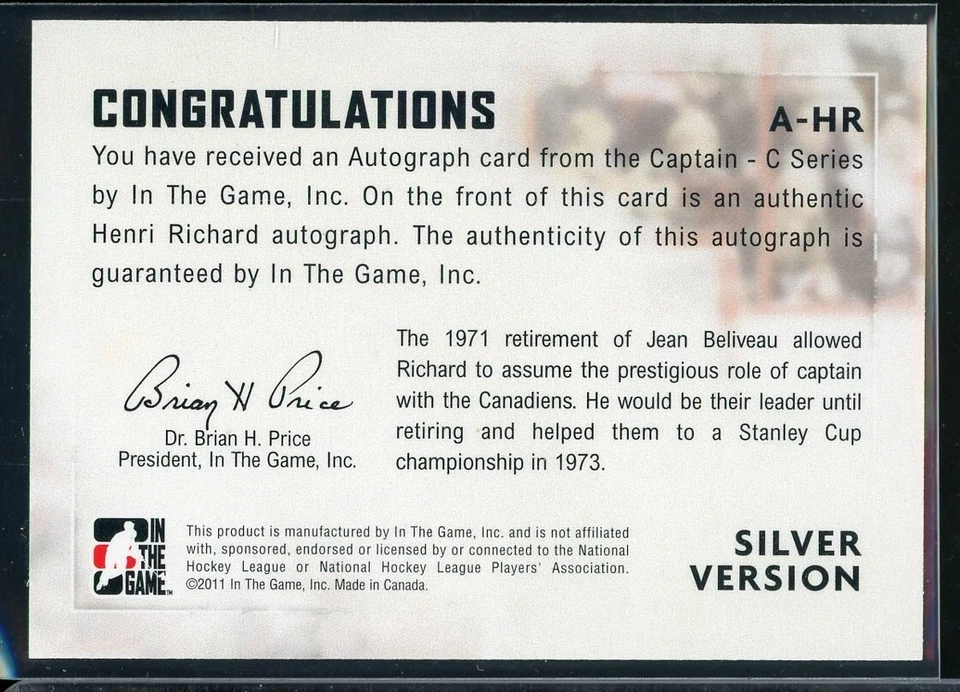 CONGRATULATIONS
A-HR
You have received an Autograph card from the Captain - C Series
by In The Game, Inc. On the front of this card is an authentic
Henri Richard autograph. The authenticity of this autograph is
guaranteed by In The Game, Inc.
Brian H Price
Dr. Brian H. Price
President, In The Game, Inc.
The 1971 retirement of Jean Beliveau allowed
Richard to assume the prestigious role of captain
with the Canadiens. He would be their leader until
retiring and helped them to a Stanley Cup
championship in 1973.
IN
THE
GAME™
This product is manufactured by In The Game, Inc. and is not affiliated
with, sponsored, endorsed or licensed by or connected to the National
Hockey League or National Hockey League Players' Association.
©2011 In The Game, Inc. Made in Canada.
SILVER
VERSION